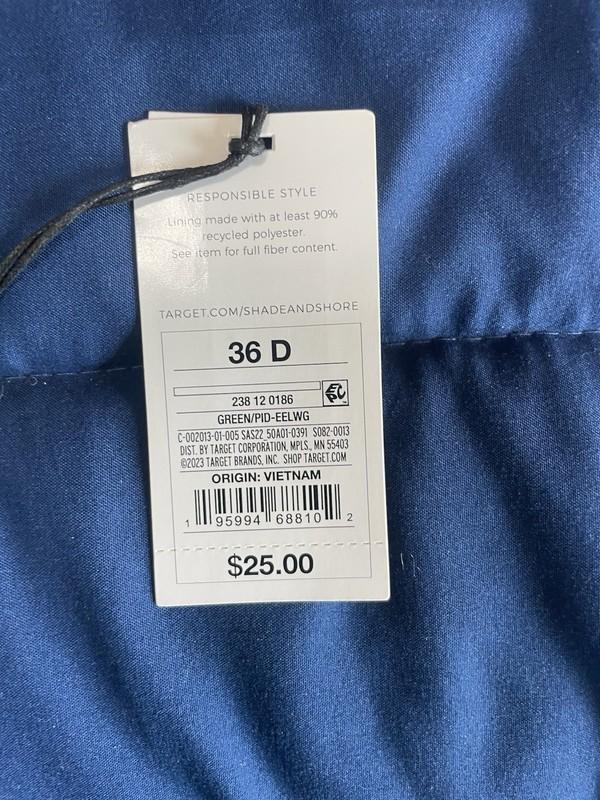 RESPONSIBLE STYLE
Lining made with at least 90%
recycled polyester.
See item for full fiber content.
TARGET.COM/SHADEANDSHORE
36 D
EPC
238 12 0186
GREEN/PID-EELWG
C-002013-01-005 SAS22_50A01-0391 S082-0013
DIST. BY TARGET CORPORATION, MPLS., MN 55403
©2023 TARGET BRANDS, INC. SHOP TARGET.COM
ORIGIN: VIETNAM
1 95994 68810 2
$25.00